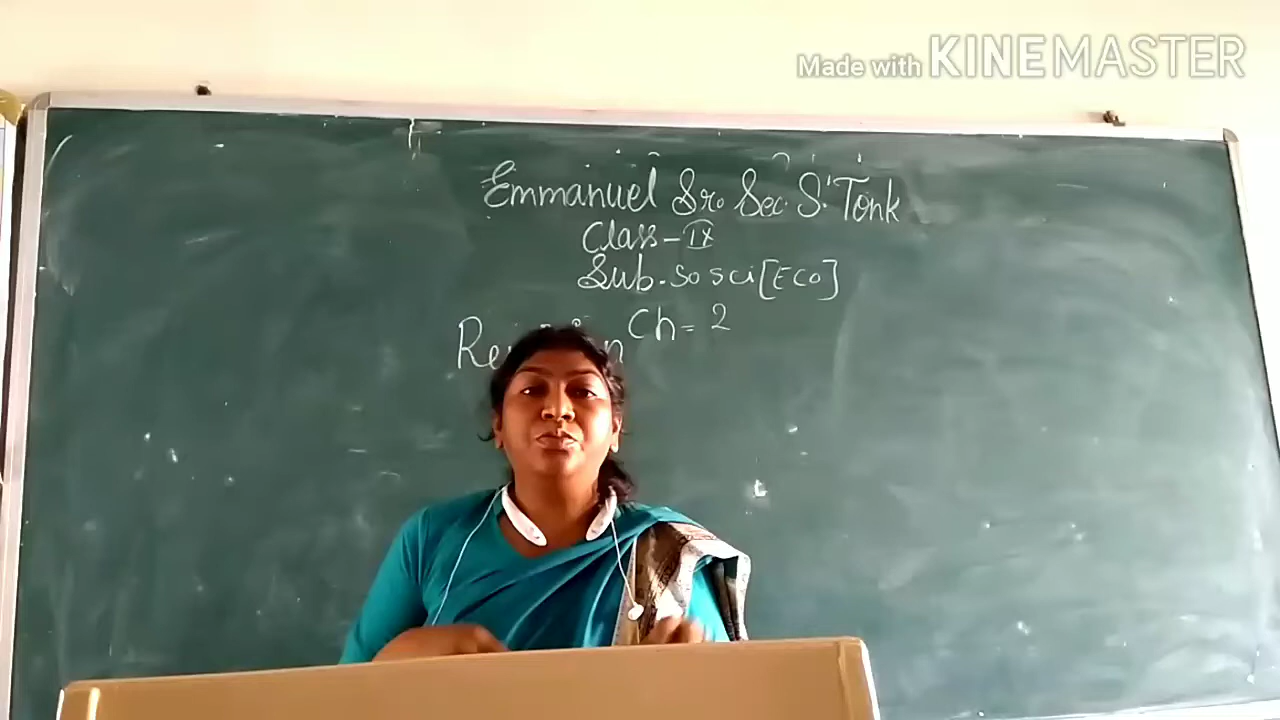 Made with KINEMASTER
Emmanuel Sr. Sec. S. Tonk
Class - IX
Sub. So Sci [ECO]
Ch = 2